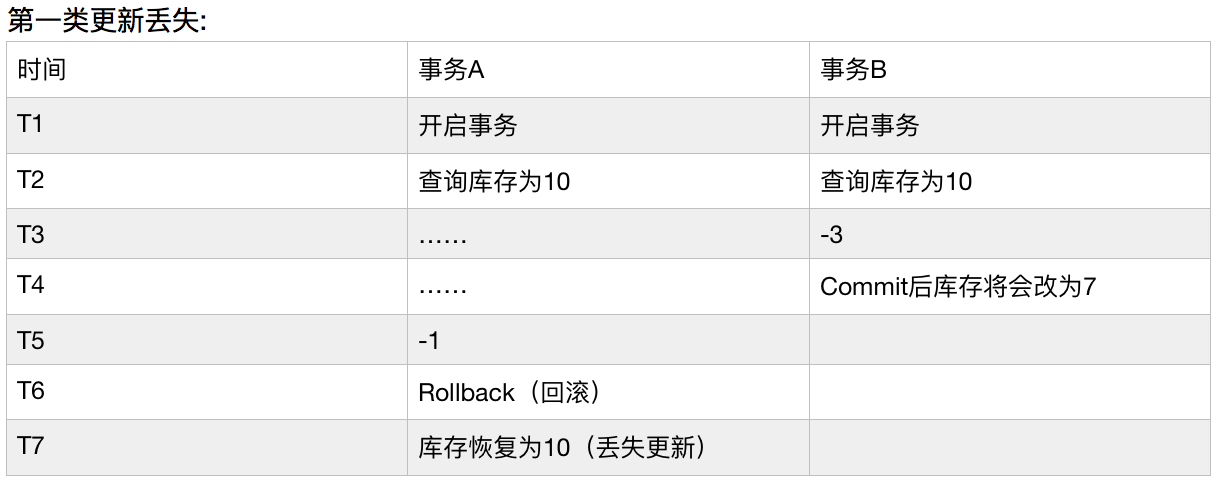 第一类更新丢失:
时间 事务A 事务B
T1 开启事务 开启事务
T2 查询库存为10 查询库存为10
T3 …… -3
T4 …… Commit后库存将会改为7
T5 -1
T6 Rollback（回滚）
T7 库存恢复为10（丢失更新）